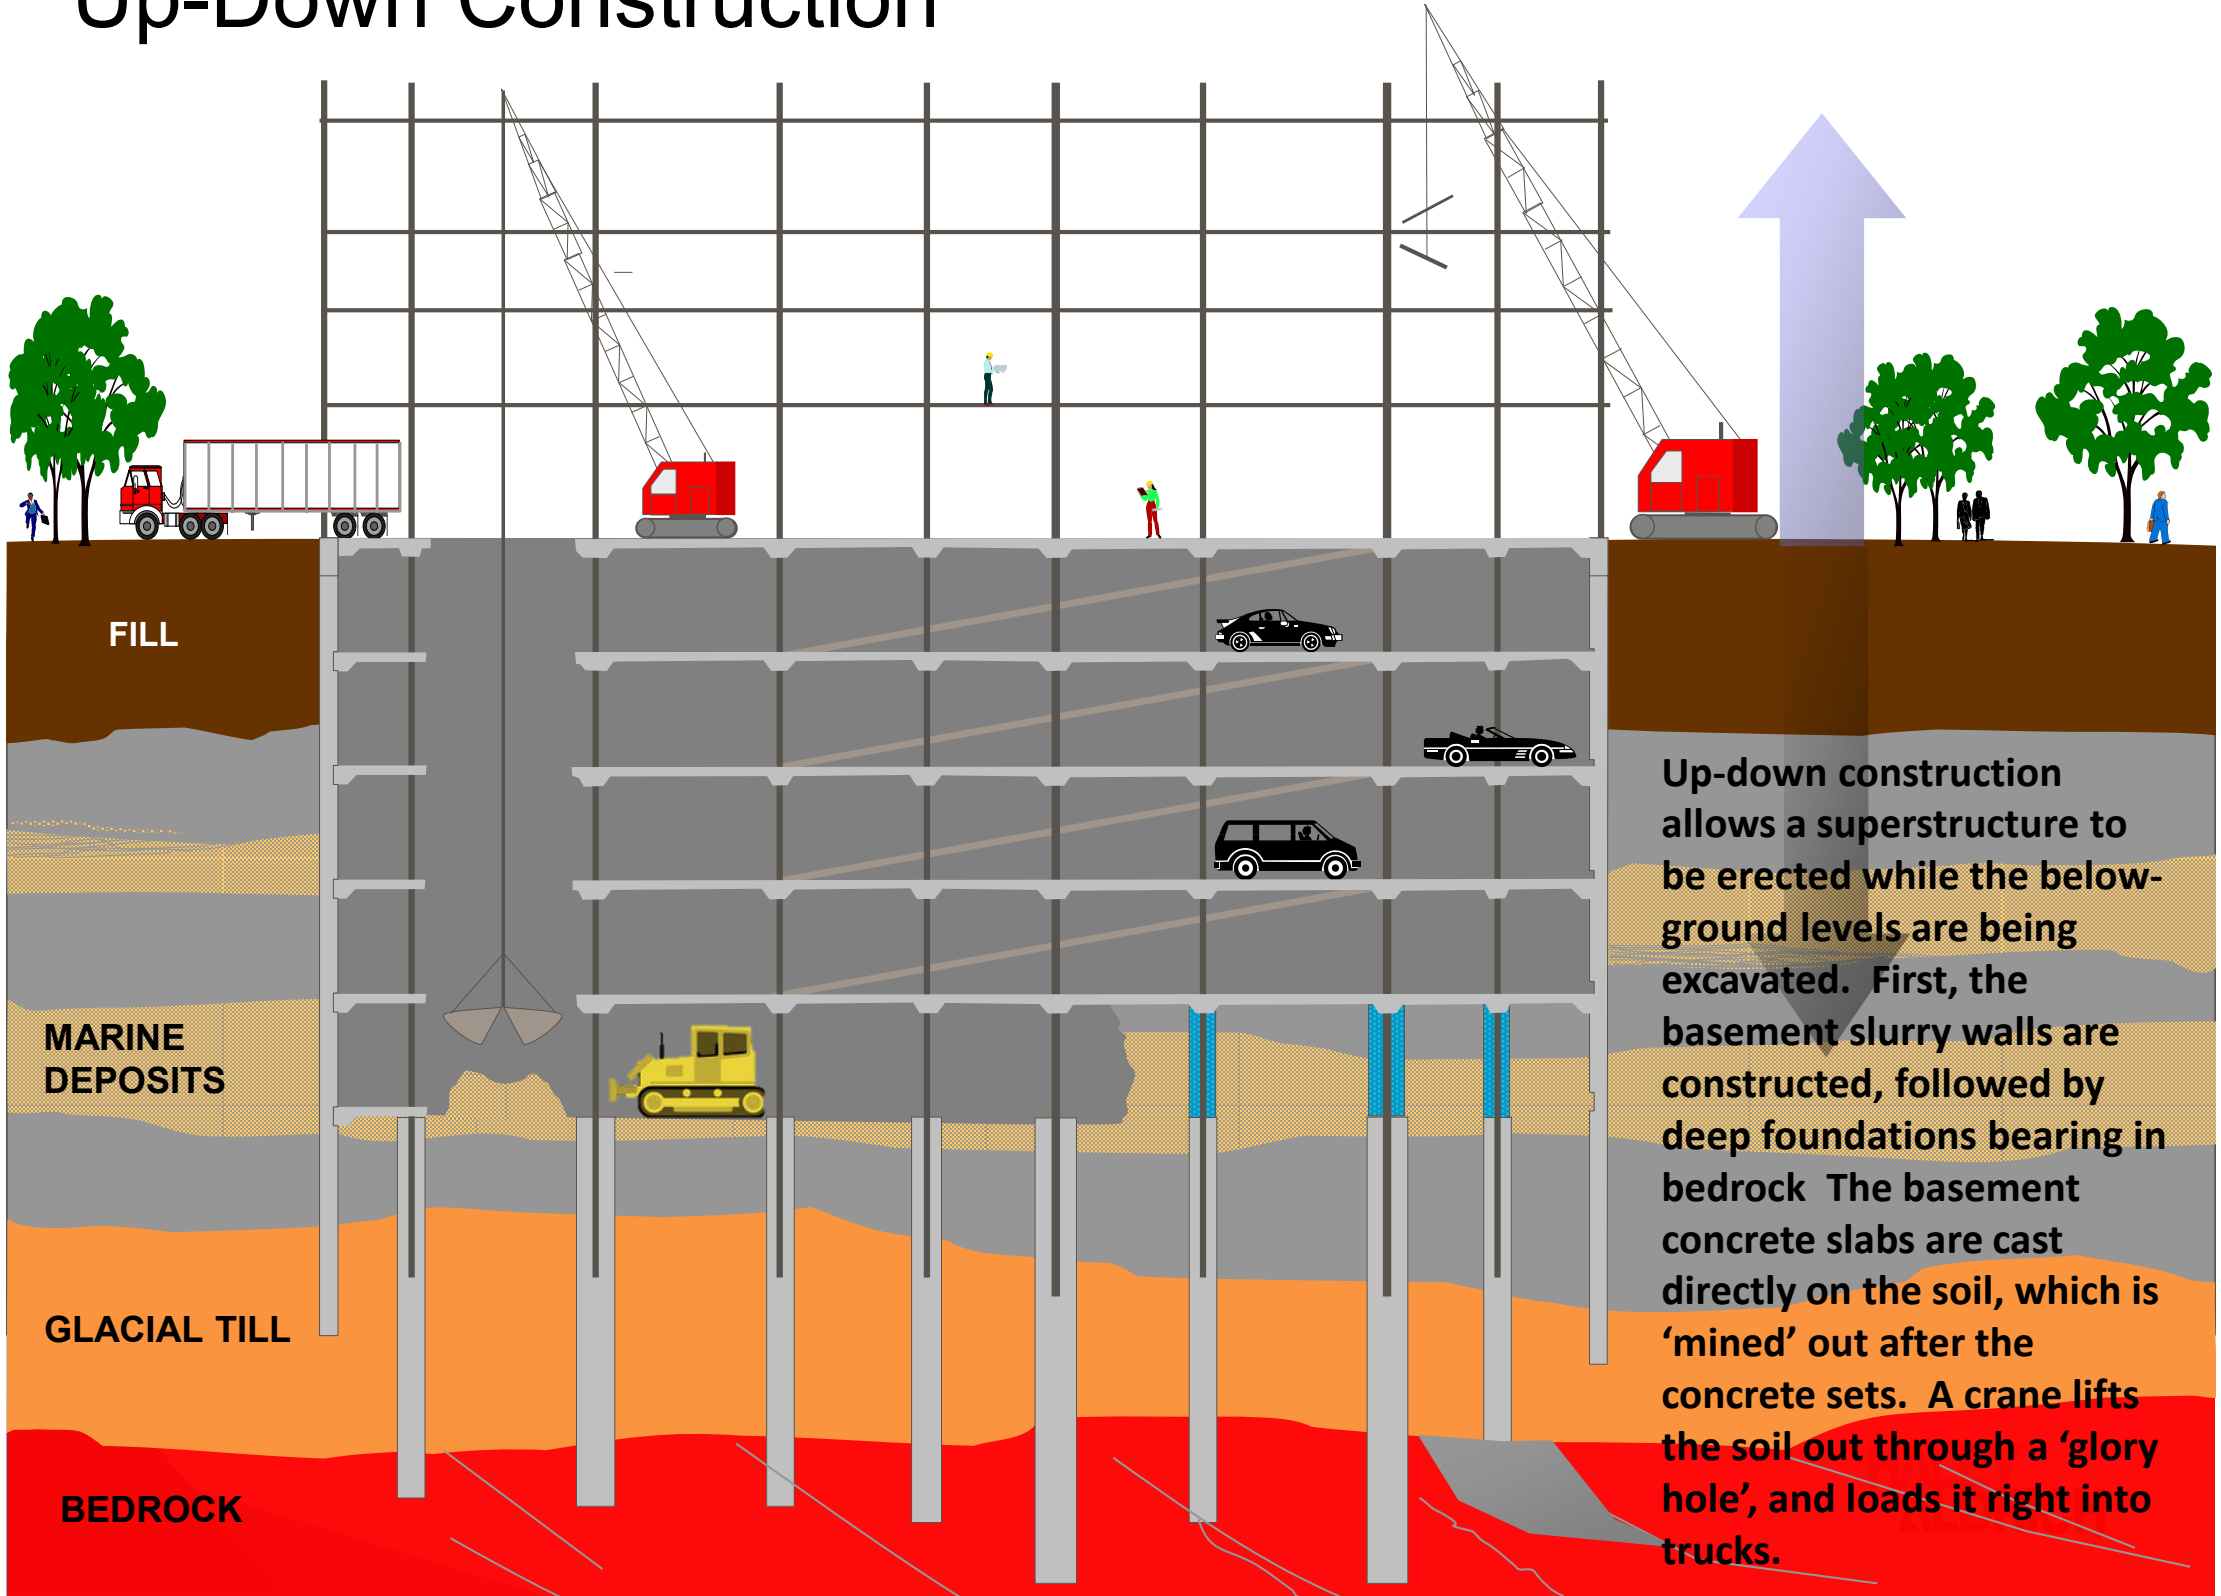 Up-Down Construction
FILL
Up-down construction
allows a superstructure to
be erected while the below-
ground levels are being
excavated.  First, the
basement slurry walls are
constructed, followed by
deep foundations bearing in
bedrock  The basement
concrete slabs are cast
directly on the soil, which is
‘mined’ out after the
concrete sets.  A crane lifts
the soil out through a ‘glory
hole’, and loads it right into
trucks.
MARINE
DEPOSITS
GLACIAL TILL
BEDROCK